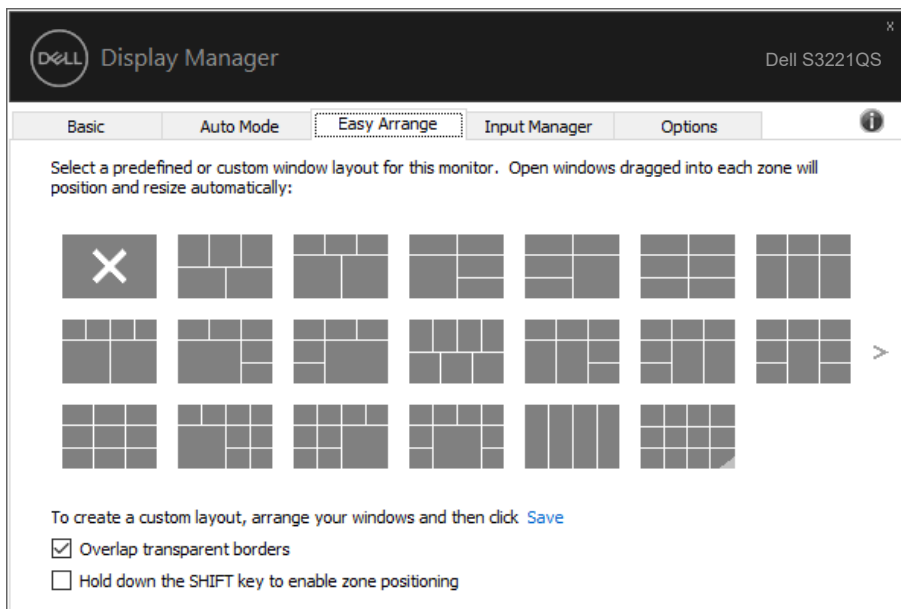 x
DELL Display Manager
Dell S3221QS
Basic Auto Mode Easy Arrange Input Manager Options i
Select a predefined or custom window layout for this monitor. Open windows dragged into each zone will
position and resize automatically:
>
To create a custom layout, arrange your windows and then click Save
Overlap transparent borders
Hold down the SHIFT key to enable zone positioning